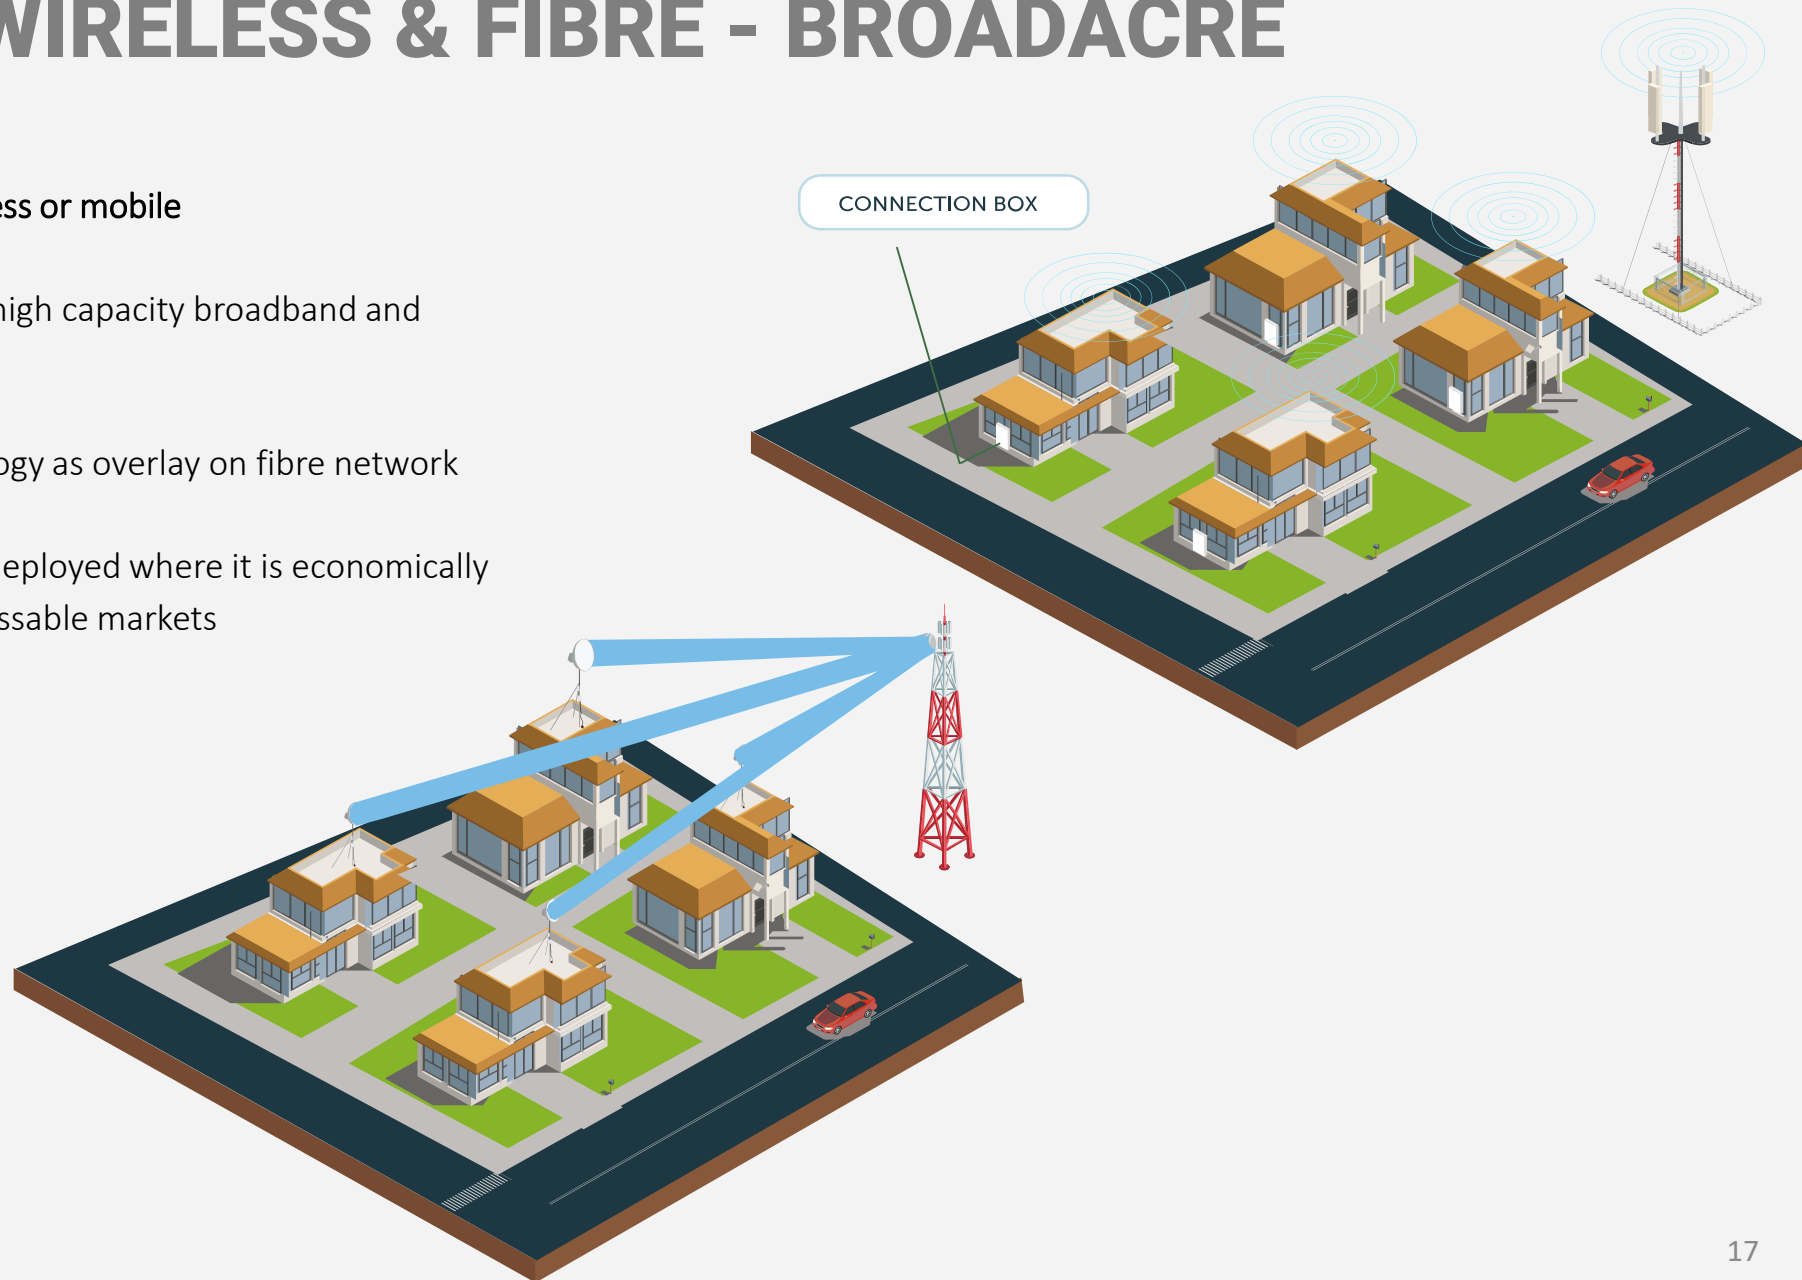 WIRELESS & FIBRE - BROADACRE
ess or mobile
high capacity broadband and
ogy as overlay on fibre network
eployed where it is economically
ssable markets
CONNECTION BOX
17